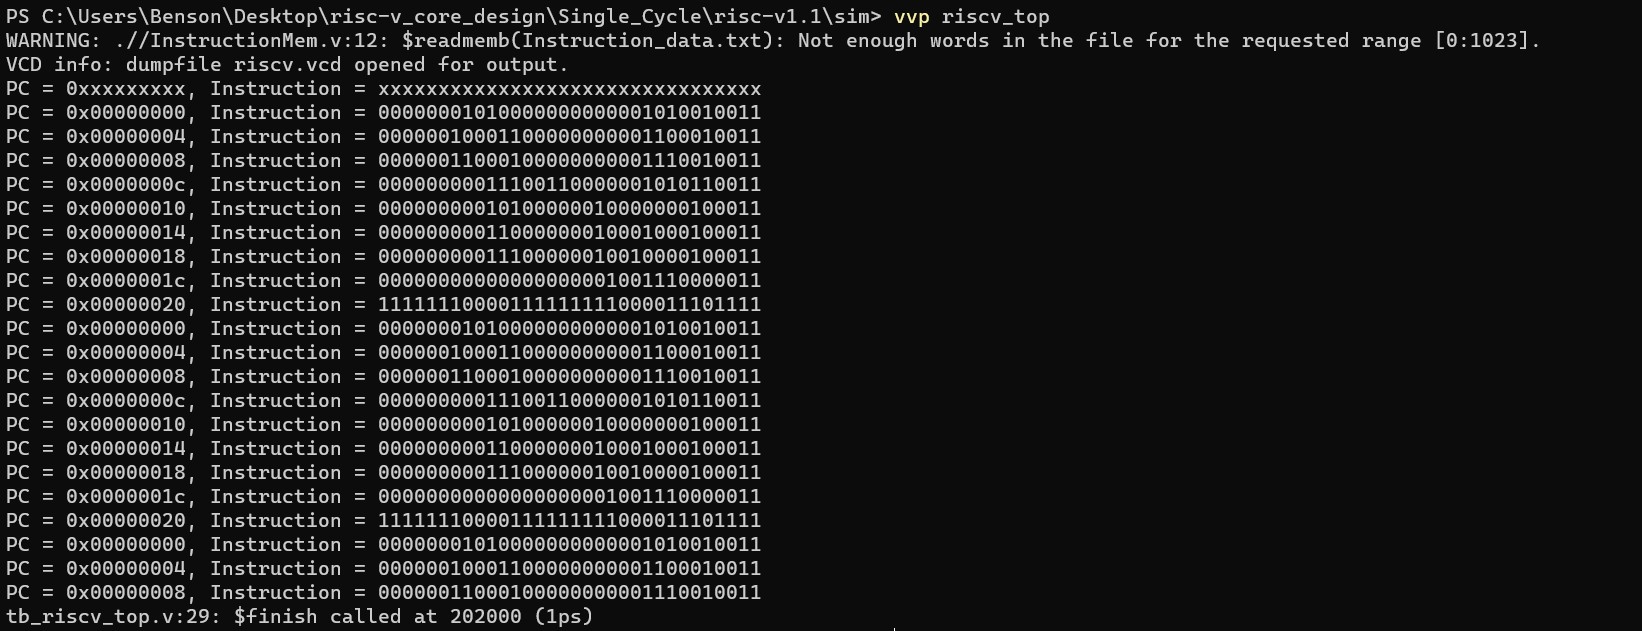 PS C:\Users\Benson\Desktop\risc-v_core_design\Single_Cycle\risc-v1.1\sim> vvp riscv_top
WARNING: .//InstructionMem.v:12: $readmemb(Instruction_data.txt): Not enough words in the file for the requested range [0:1023].
VCD info: dumpfile riscv.vcd opened for output.
PC = 0xxxxxxxxx, Instruction = xxxxxxxxxxxxxxxxxxxxxxxxxxxxxxxx
PC = 0x00000000, Instruction = 00000001010000000000001010010011
PC = 0x00000004, Instruction = 00000010001100000000001100010011
PC = 0x00000008, Instruction = 00000011000100000000001110010011
PC = 0x0000000c, Instruction = 00000000011100110000001010110011
PC = 0x00000010, Instruction = 00000000010100000010000000100011
PC = 0x00000014, Instruction = 00000000011000000010001000100011
PC = 0x00000018, Instruction = 00000000011100000010010000100011
PC = 0x0000001c, Instruction = 00000000000000000010011100000011
PC = 0x00000020, Instruction = 11111110000111111111000011101111
PC = 0x00000000, Instruction = 00000001010000000000001010010011
PC = 0x00000004, Instruction = 00000010001100000000001100010011
PC = 0x00000008, Instruction = 00000011000100000000001110010011
PC = 0x0000000c, Instruction = 00000000011100110000001010110011
PC = 0x00000010, Instruction = 00000000010100000010000000100011
PC = 0x00000014, Instruction = 00000000011000000010001000100011
PC = 0x00000018, Instruction = 00000000011100000010010000100011
PC = 0x0000001c, Instruction = 00000000000000000010011100000011
PC = 0x00000020, Instruction = 11111110000111111111000011101111
PC = 0x00000000, Instruction = 00000001010000000000001010010011
PC = 0x00000004, Instruction = 00000010001100000000001100010011
PC = 0x00000008, Instruction = 00000011000100000000001110010011
tb_riscv_top.v:29: $finish called at 202000 (1ps)